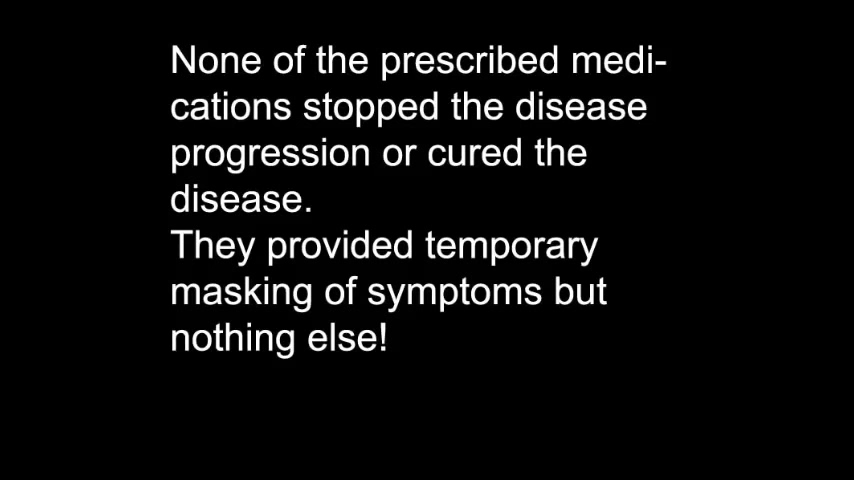 None of the prescribed medi-
cations stopped the disease
progression or cured the
disease.
They provided temporary
masking of symptoms but
nothing else!